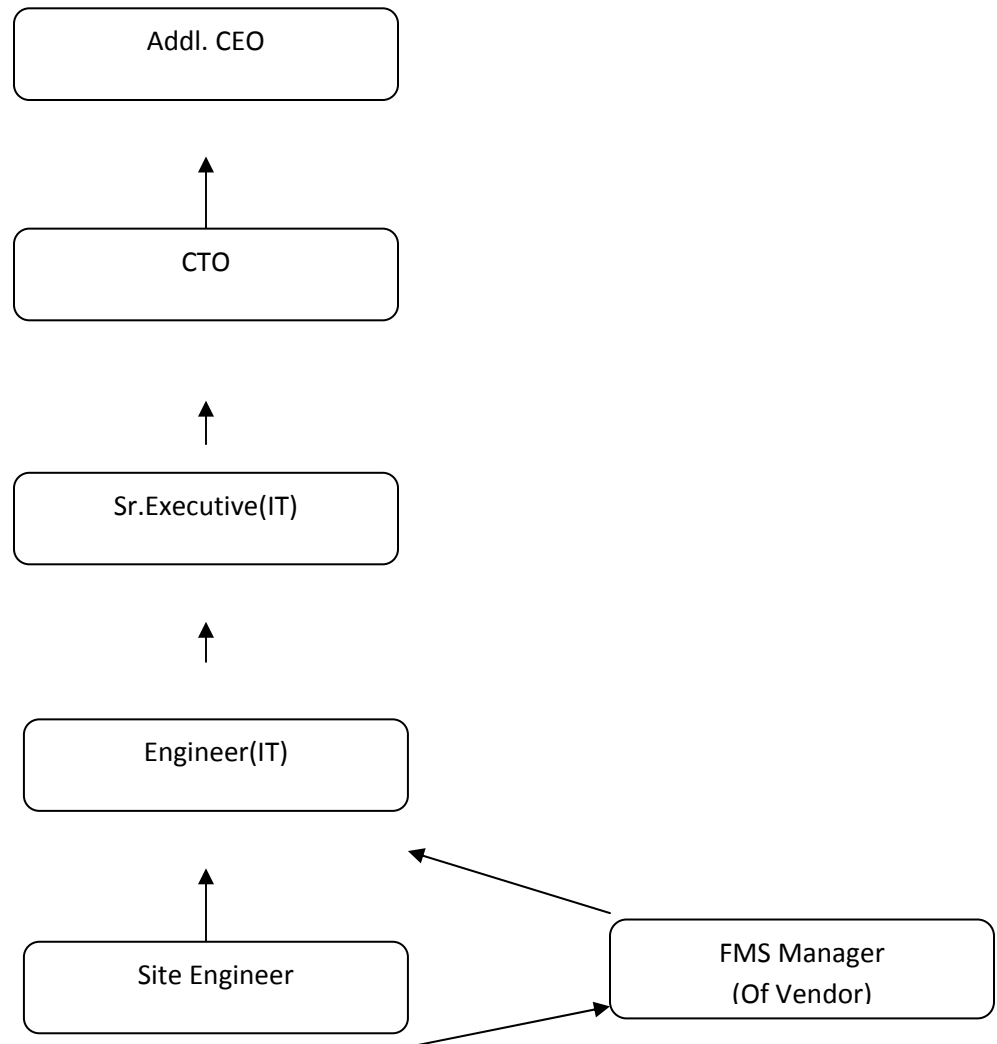 Addl. CEO
CTO
Sr.Executive(IT)
Engineer(IT)
Site Engineer
FMS Manager
(Of Vendor)